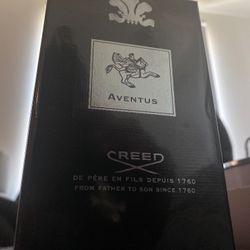 AVENTUS
CREED
DE PÈRE EN FILS DEPUIS 1760
FROM FATHER TO SON SINCE 1760